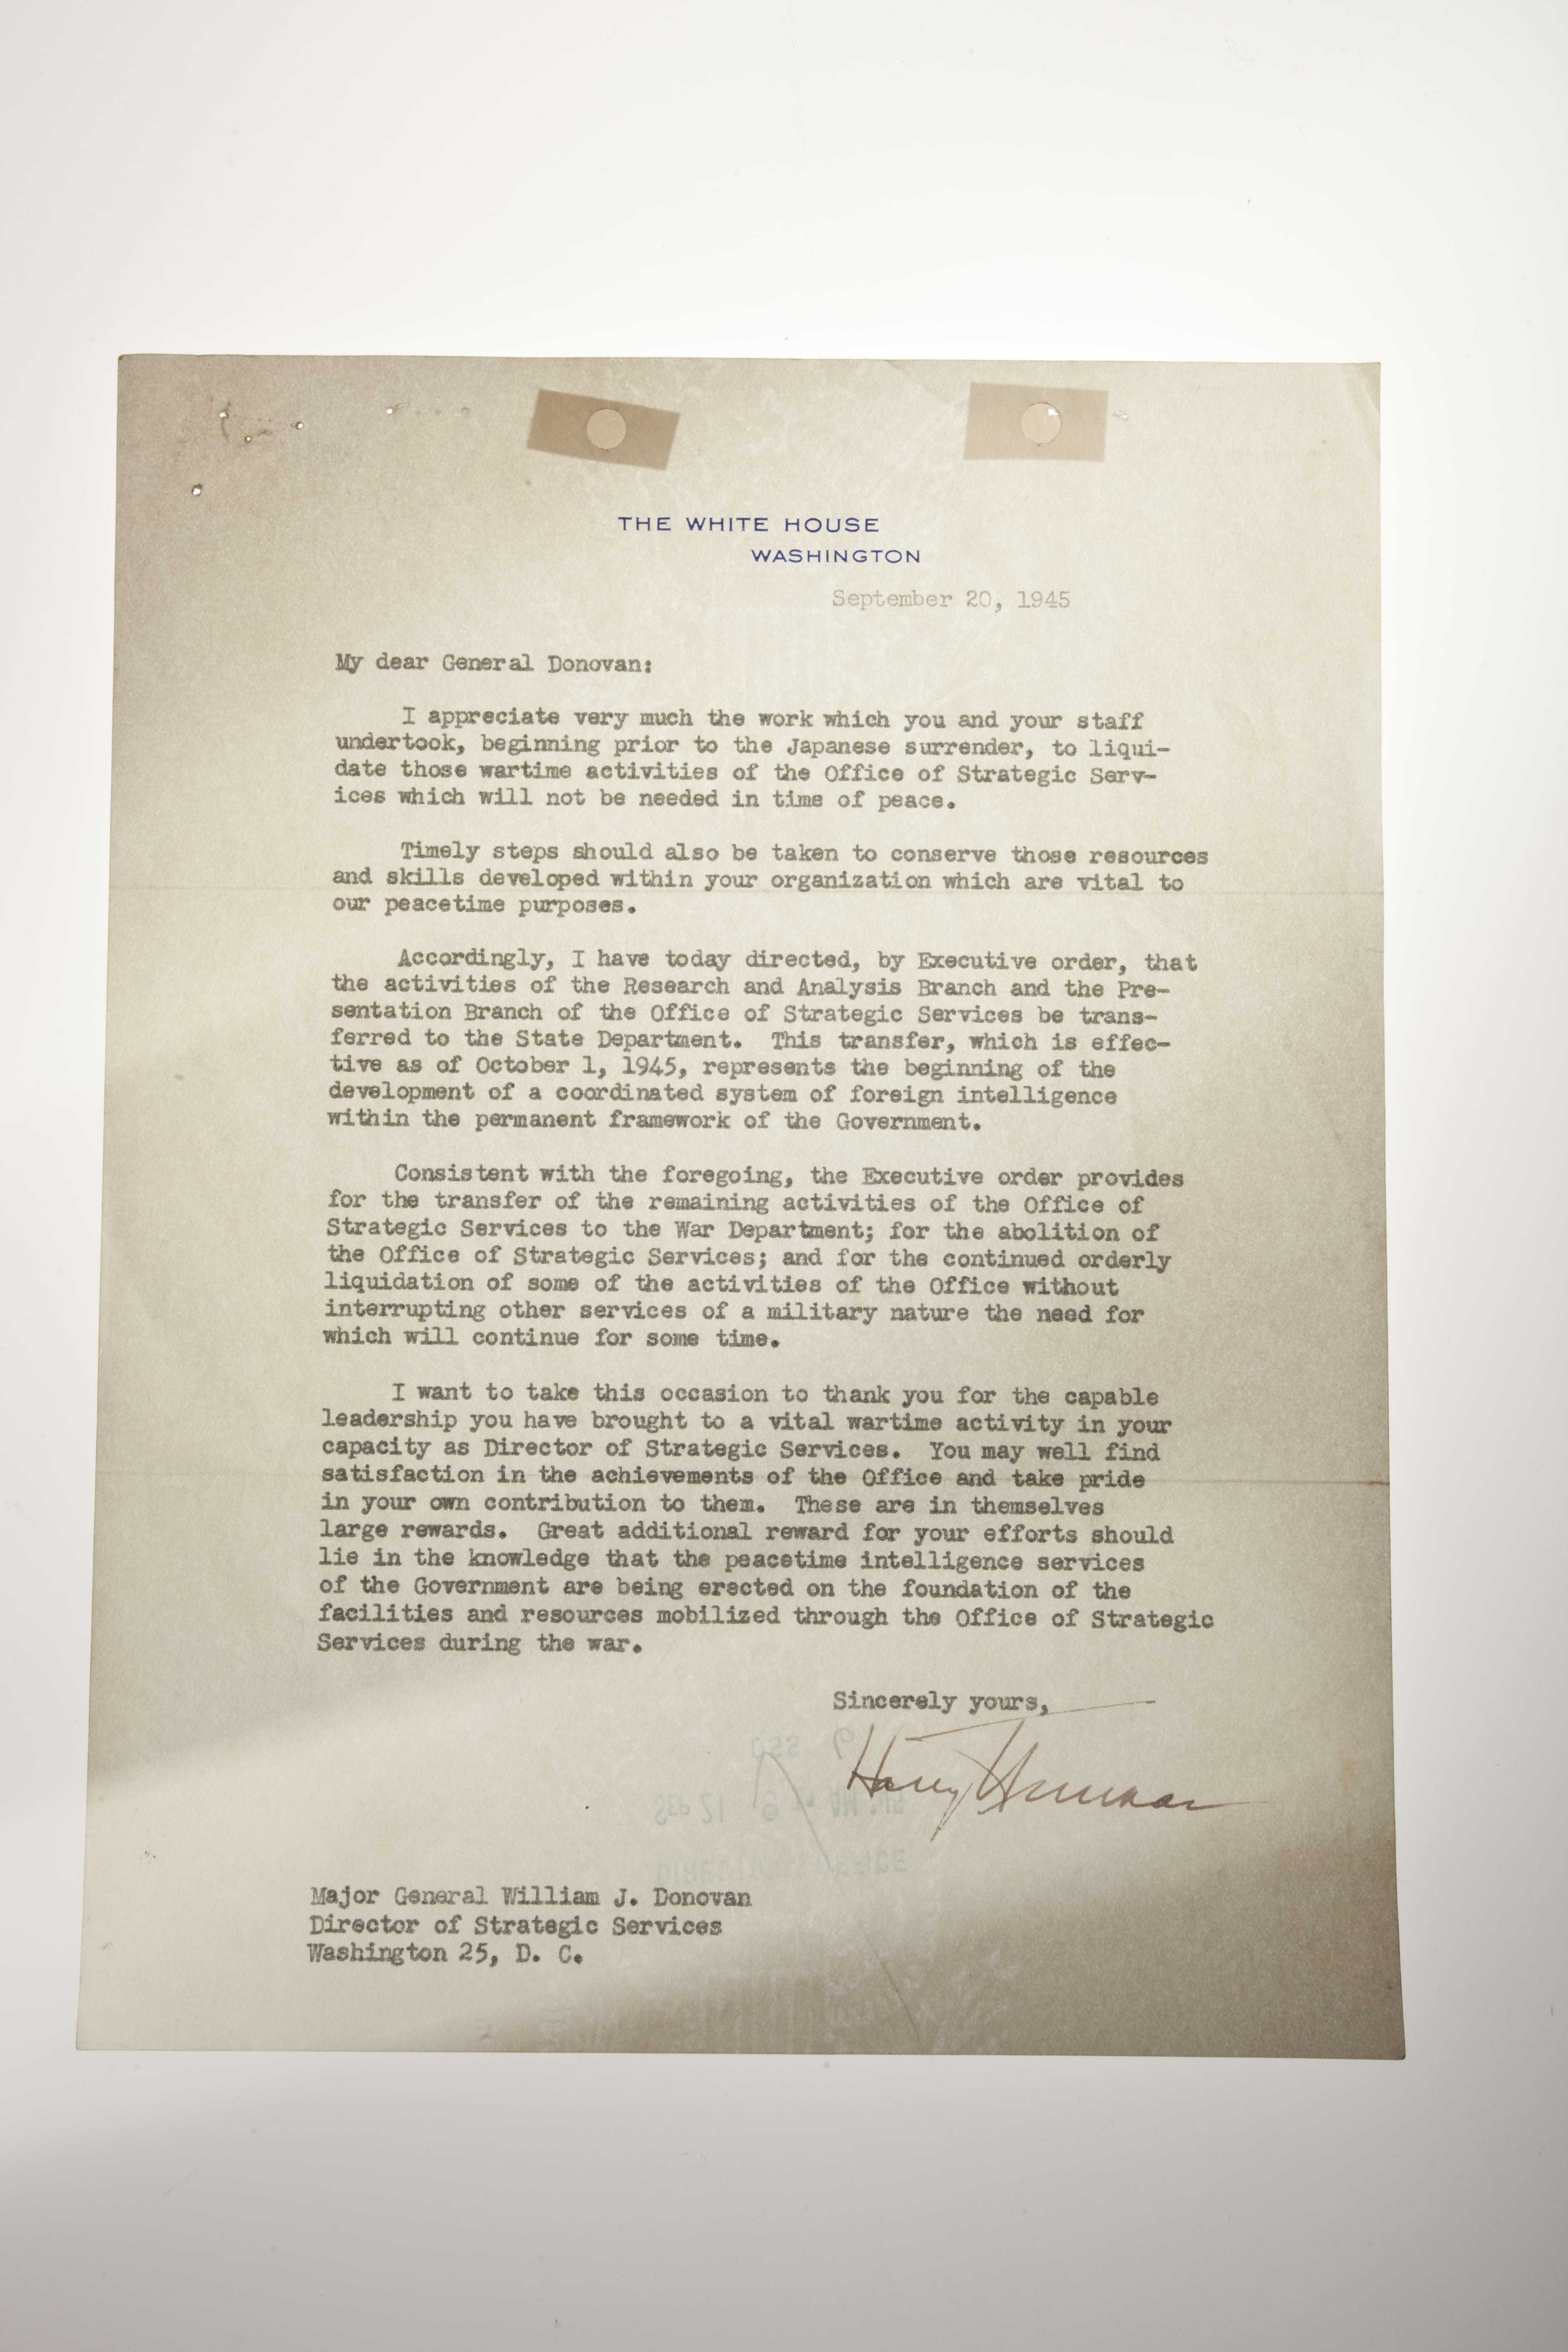 THE WHITE HOUSE
WASHINGTON
September 20, 1945
My dear General Donovan:
I appreciate very much the work which you and your staff
undertook, beginning prior to the Japanese surrender, to liqui-
date those wartime activities of the Office of Strategic Serv-
ices which will not be needed in time of peace.
Timely steps should also be taken to conserve those resources
and skills developed within your organization which are vital to
our peacetime purposes.
Accordingly, I have today directed, by Executive order, that
the activities of the Research and Analysis Branch and the Pre-
sentation Branch of the Office of Strategic Services be trans-
ferred to the State Department. This transfer, which is effec-
tive as of October 1, 1945, represents the beginning of the
development of a coordinated system of foreign intelligence
within the permanent framework of the Government.
Consistent with the foregoing, the Executive order provides
for the transfer of the remaining activities of the Office of
Strategic Services to the War Department; for the abolition of
the Office of Strategic Services; and for the continued orderly
liquidation of some of the activities of the Office without
interrupting other services of a military nature the need for
which will continue for some time.
I want to take this occasion to thank you for the capable
leadership you have brought to a vital wartime activity in your
capacity as Director of Strategic Services. You may well find
satisfaction in the achievements of the Office and take pride
in your own contribution to them. These are in themselves
large rewards. Great additional reward for your efforts should
lie in the knowledge that the peacetime intelligence services
of the Government are being erected on the foundation of the
facilities and resources mobilized through the Office of Strategic
Services during the war.
Sincerely yours,
Harry Truman
OSS
SEP 21
Major General William J. Donovan
Director of Strategic Services
Washington 25, D. C.